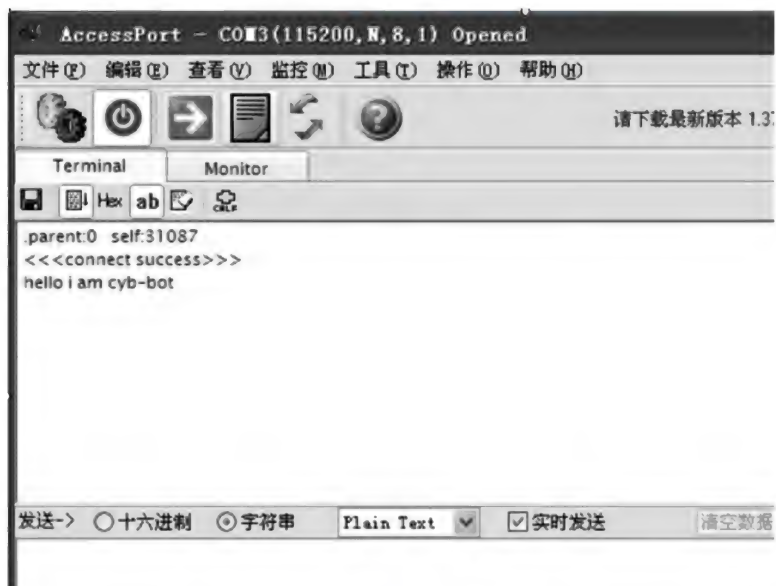 AccessPort - COM3(115200,N,8,1) Opened
文件(F) 编辑(E) 查看(V) 监控(M) 工具(T) 操作(O) 帮助(H)
请下载最新版本 1.37
Terminal Monitor
Hex ab CRLF
.parent:0 self:31087
<<<connect success>>>
hello i am cyb-bot
发送-> 十六进制 字符串 Plain Text 实时发送 清空数据